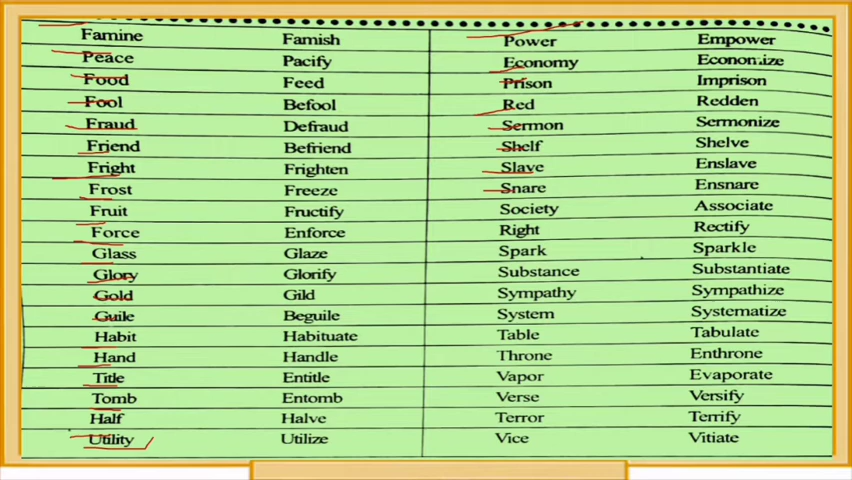 Famine Famish Power Empower
Peace Pacify Economy Economize
Food Feed Prison Imprison
Fool Befool Red Redden
Fraud Defraud Sermon Sermonize
Friend Befriend Shelf Shelve
Fright Frighten Slave Enslave
Frost Freeze Snare Ensnare
Fruit Fructify Society Associate
Force Enforce Right Rectify
Glass Glaze Spark Sparkle
Glory Glorify Substance Substantiate
Gold Gild Sympathy Sympathize
Guile Beguile System Systematize
Habit Habituate Table Tabulate
Hand Handle Throne Enthrone
Title Entitle Vapor Evaporate
Tomb Entomb Verse Versify
Half Halve Terror Terrify
Utility Utilize Vice Vitiate